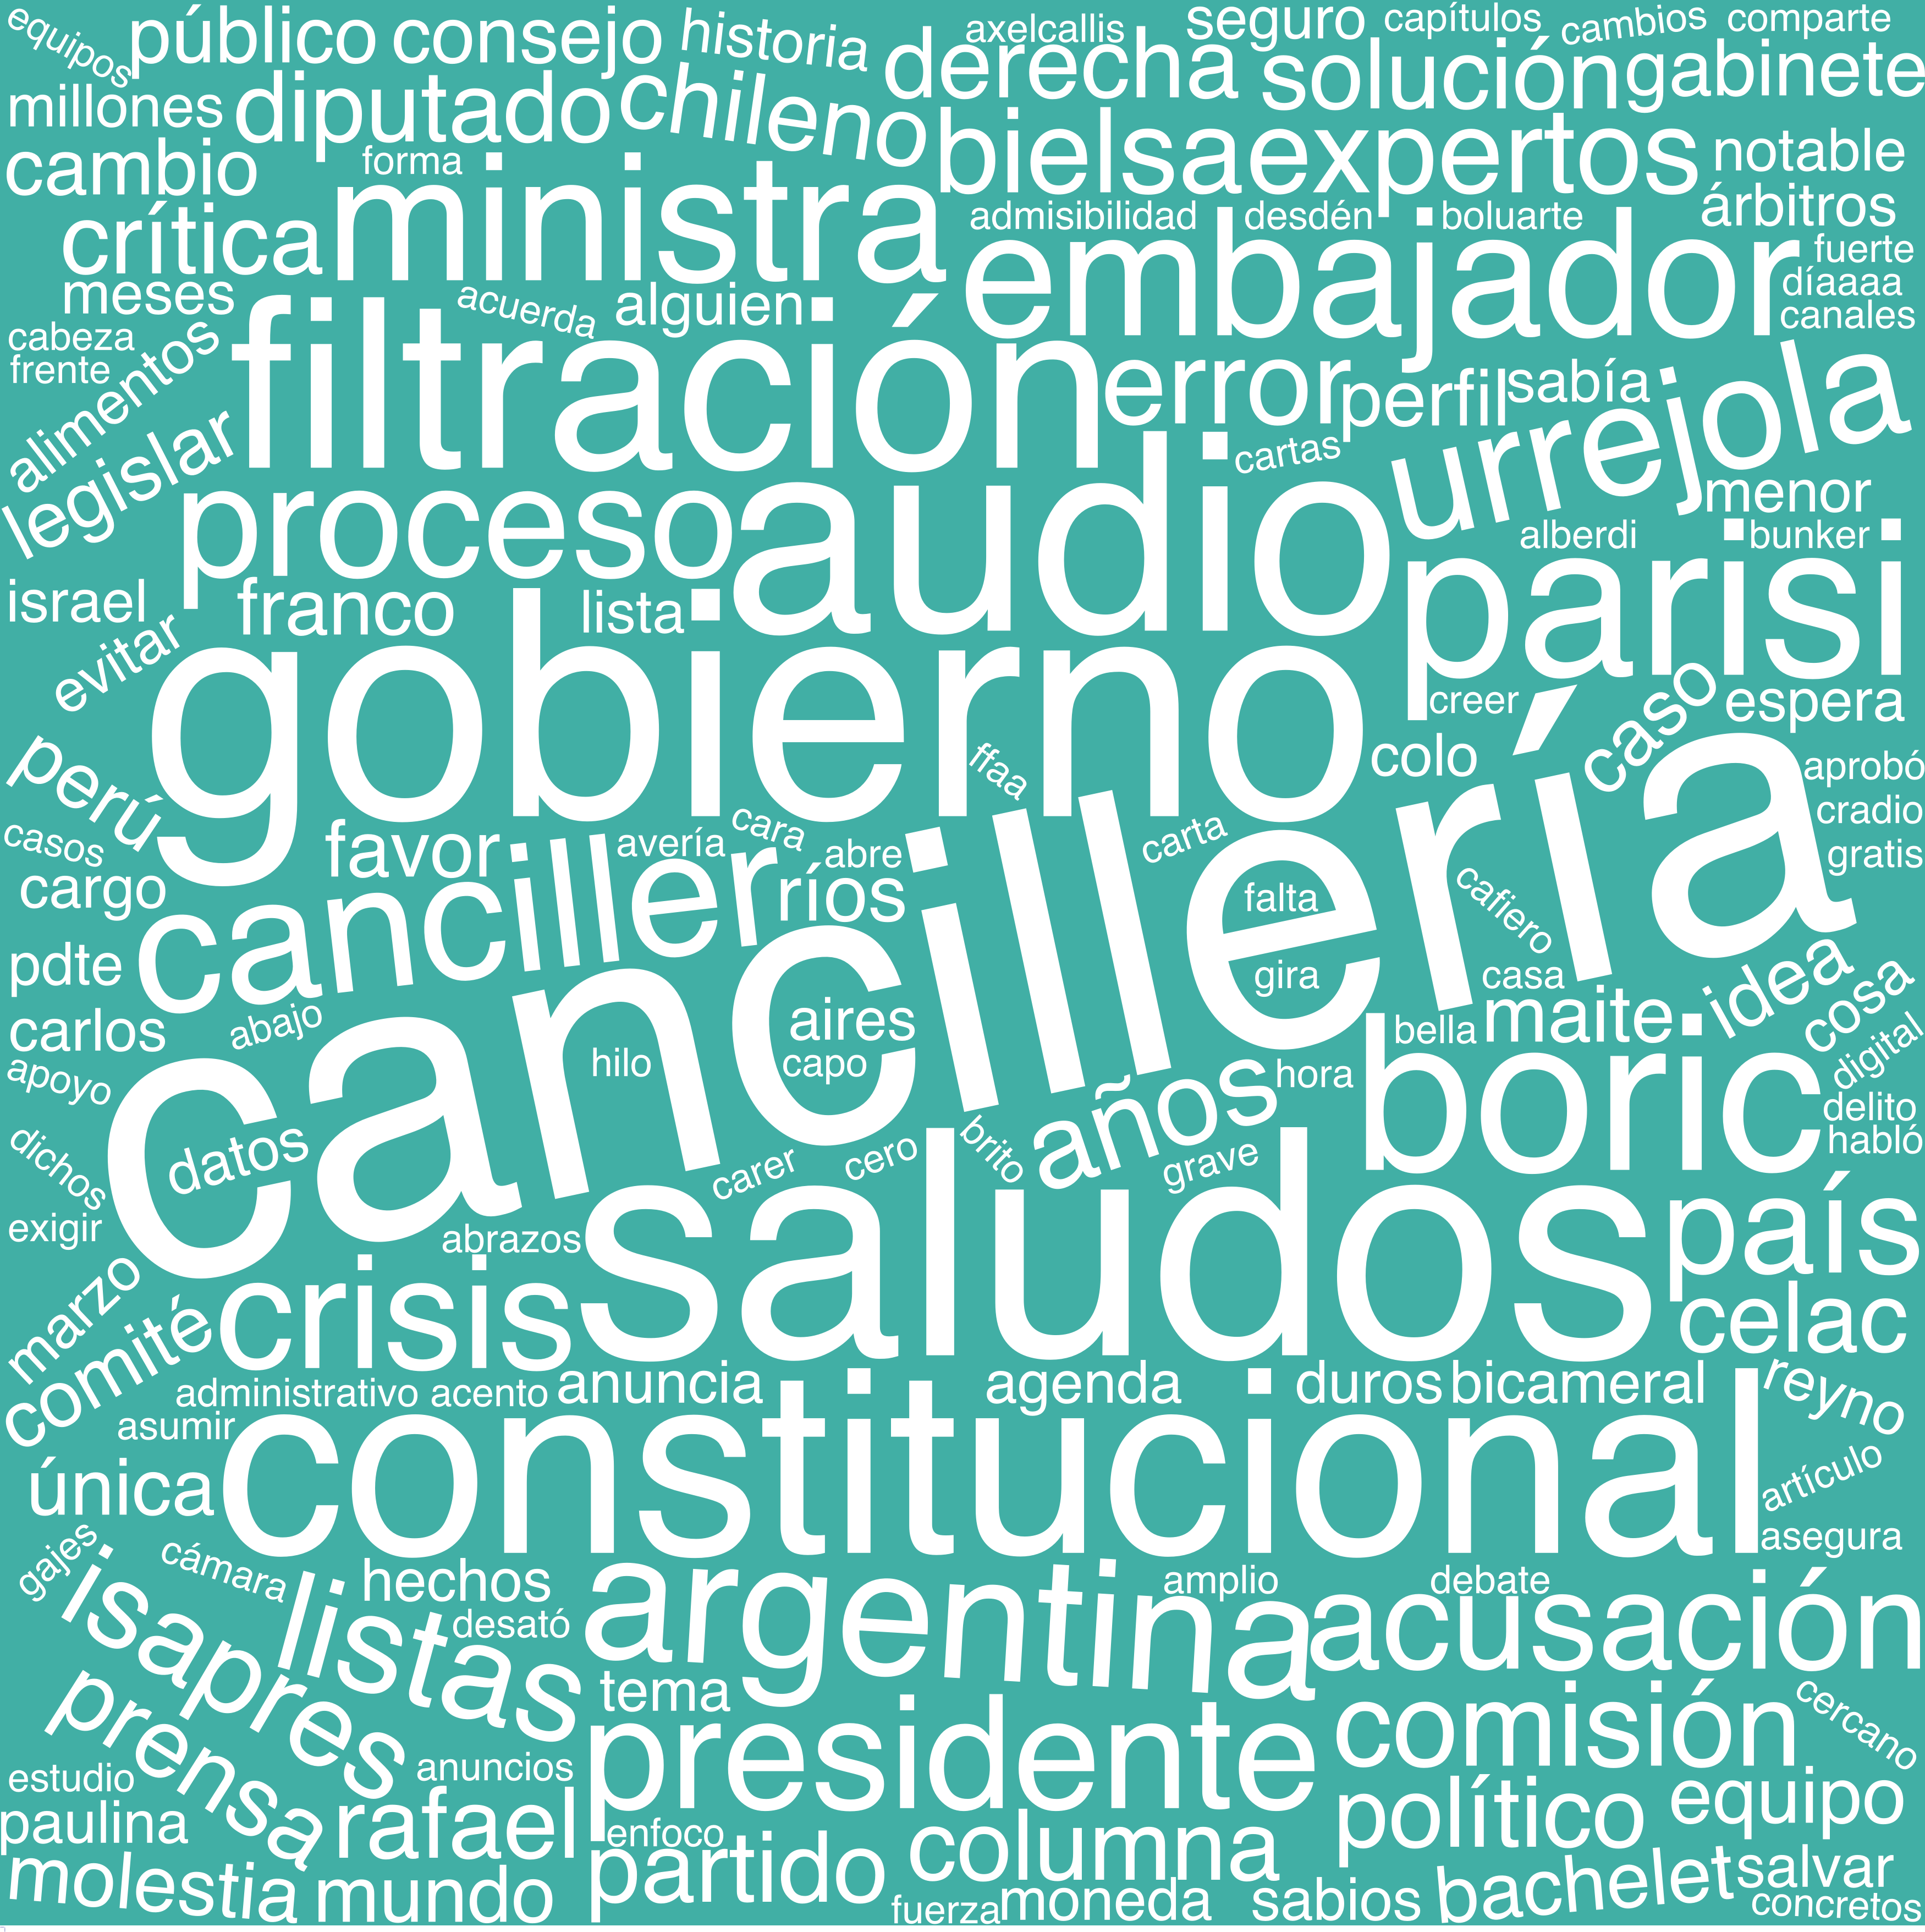 equipos
público
consejo
historia
axelcallis
seguro
capítulos
cambios
comparte
millones
diputado
chileno
derecha
solución
gabinete
cambio
forma
ministra
bielsa
expertos
notable
crítica
admisibilidad
desdén
boluarte
árbitros
meses
acuerda
alguien
embajador
fuerte
díaaaa
canales
cabeza
frente
alimentos
filtración
error
perfil
sabía
urrejola
legislar
cartas
menor
proceso
audio
alberdi
bunker
israel
franco
lista
parisi
evitar
gobierno
creer
caso
espera
perú
ffaa
colo
aprobó
cradio
gratis
casos
favor
avería
cara
abre
carta
cargo
canciller
ríos
falta
cafiero
pdte
cancillería
gira
casa
idea
cosa
carlos
abajo
aires
bella
maite
digital
apoyo
hilo
capo
años
hora
boric
delito
habló
dichos
datos
carer
cero
brito
grave
exigir
abrazos
saludos
país
marzo
comité
crisis
celac
administrativo
acento
anuncia
agenda
duros
bicameral
reyno
asumir
única
constitucional
artículo
asegura
gajes
cámara
hechos
amplio
debate
isapres
listas
desató
argentina
acusación
tema
prensa
presidente
comisión
cercano
estudio
anuncios
paulina
rafael
enfoco
columna
político
equipo
molestia
mundo
partido
fuerza
moneda
sabios
bachelet
salvar
concretos